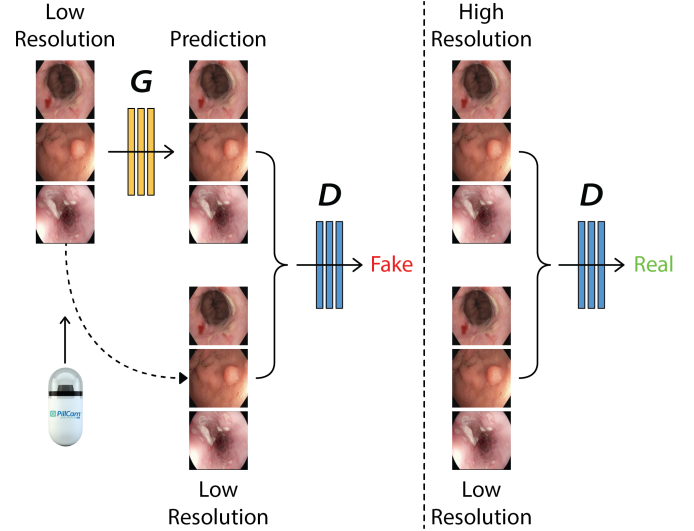 Low
Resolution
G
Prediction
D
Fake
PillCam
Low
Resolution
High
Resolution
D
Real
Low
Resolution